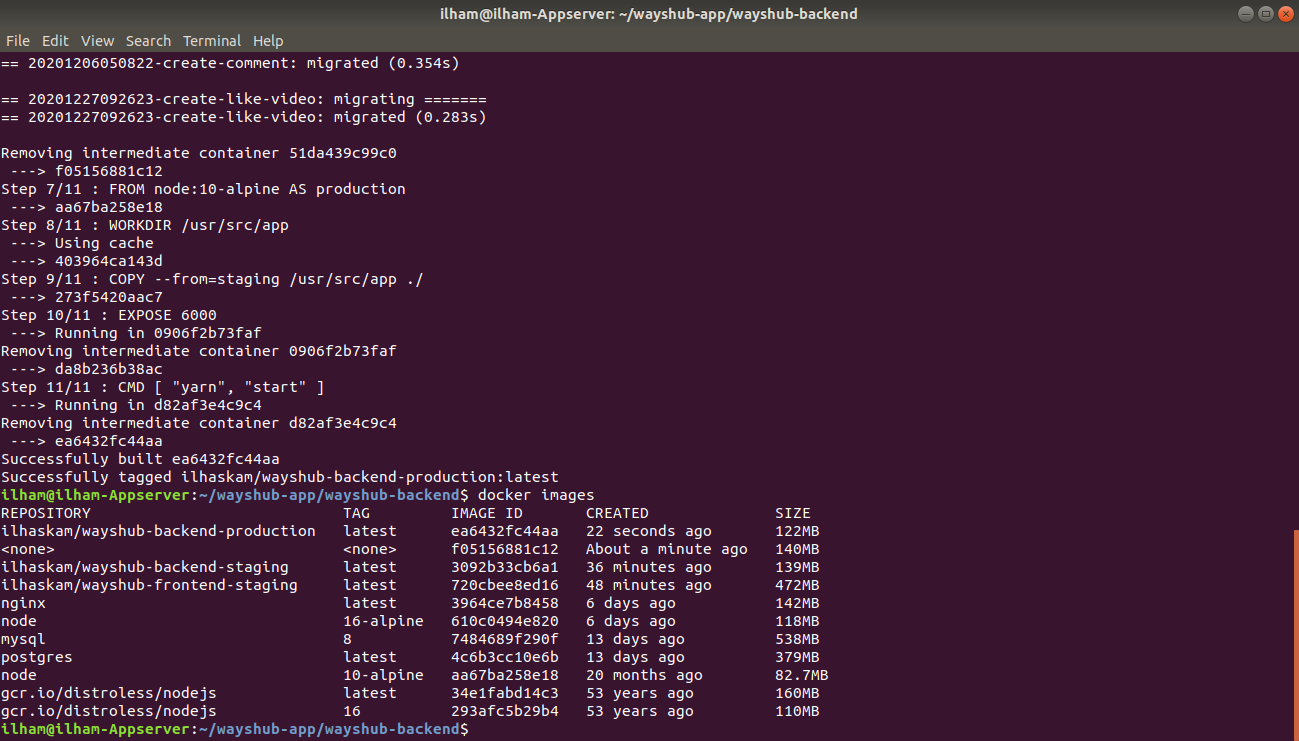 ilham@ilham-Appserver: ~/wayshub-app/wayshub-backend
File Edit View Search Terminal Help
== 20201206050822-create-comment: migrated (0.354s)
== 20201227092623-create-like-video: migrating =======
== 20201227092623-create-like-video: migrated (0.283s)
Removing intermediate container 51da439c99c0
 ---> f05156881c12
Step 7/11 : FROM node:10-alpine AS production
 ---> aa67ba258e18
Step 8/11 : WORKDIR /usr/src/app
 ---> Using cache
 ---> 403964ca143d
Step 9/11 : COPY --from=staging /usr/src/app ./
 ---> 273f5420aac7
Step 10/11 : EXPOSE 6000
 ---> Running in 0906f2b73faf
Removing intermediate container 0906f2b73faf
 ---> da8b236b38ac
Step 11/11 : CMD [ "yarn", "start" ]
 ---> Running in d82af3e4c9c4
Removing intermediate container d82af3e4c9c4
 ---> ea6432fc44aa
Successfully built ea6432fc44aa
Successfully tagged ilhaskam/wayshub-backend-production:latest
ilham@ilham-Appserver:~/wayshub-app/wayshub-backend$ docker images
REPOSITORY                            TAG         IMAGE ID       CREATED              SIZE
ilhaskam/wayshub-backend-production   latest      ea6432fc44aa   22 seconds ago       122MB
<none>                                <none>      f05156881c12   About a minute ago   140MB
ilhaskam/wayshub-backend-staging      latest      3092b33cb6a1   36 minutes ago       139MB
ilhaskam/wayshub-frontend-staging     latest      720cbee8ed16   48 minutes ago       472MB
nginx                                 latest      3964ce7b8458   6 days ago           142MB
node                                  16-alpine   610c0494e820   6 days ago           118MB
mysql                                 8           7484689f290f   13 days ago          538MB
postgres                              latest      4c6b3cc10e6b   13 days ago          379MB
node                                  10-alpine   aa67ba258e18   20 months ago        82.7MB
gcr.io/distroless/nodejs              latest      34e1fabd14c3   53 years ago         160MB
gcr.io/distroless/nodejs              16          293afc5b29b4   53 years ago         110MB
ilham@ilham-Appserver:~/wayshub-app/wayshub-backend$